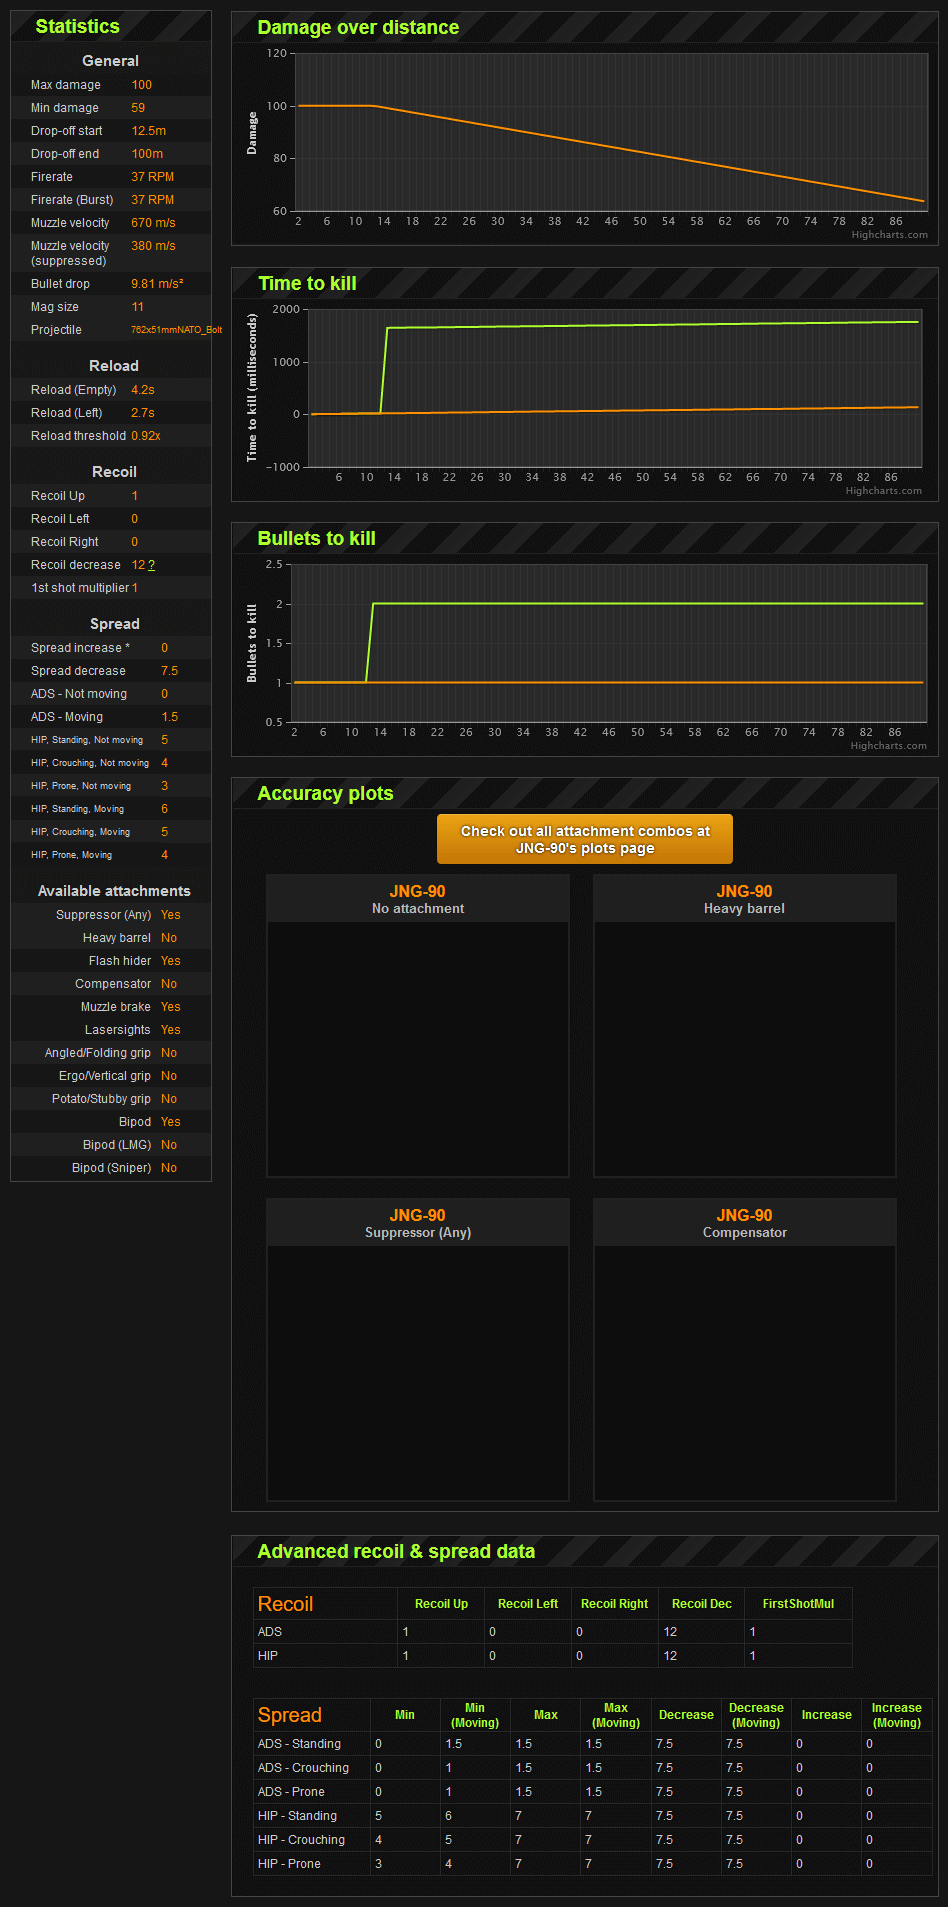 Statistics
General
Max damage 100
Min damage 59
Drop-off start 12.5m
Drop-off end 100m
Firerate 37 RPM
Firerate (Burst) 37 RPM
Muzzle velocity 670 m/s
Muzzle velocity (suppressed) 380 m/s
Bullet drop 9.81 m/s²
Mag size 11
Projectile 762x51mmNATO_Bolt
Reload
Reload (Empty) 4.2s
Reload (Left) 2.7s
Reload threshold 0.92x
Recoil
Recoil Up 1
Recoil Left 0
Recoil Right 0
Recoil decrease 12 ?
1st shot multiplier 1
Spread
Spread increase * 0
Spread decrease 7.5
ADS - Not moving 0
ADS - Moving 1.5
HIP, Standing, Not moving 5
HIP, Crouching, Not moving 4
HIP, Prone, Not moving 3
HIP, Standing, Moving 6
HIP, Crouching, Moving 5
HIP, Prone, Moving 4
Available attachments
Suppressor (Any) Yes
Heavy barrel No
Flash hider Yes
Compensator No
Muzzle brake Yes
Lasersights Yes
Angled/Folding grip No
Ergo/Vertical grip No
Potato/Stubby grip No
Bipod Yes
Bipod (LMG) No
Bipod (Sniper) No
Damage over distance
Damage
120
100
80
60
2 6 10 14 18 22 26 30 34 38 42 46 50 54 58 62 66 70 74 78 82 86
Highcharts.com
Time to kill
Time to kill (milliseconds)
2000
1000
0
-1000
6 10 14 18 22 26 30 34 38 42 46 50 54 58 62 66 70 74 78 82 86
Highcharts.com
Bullets to kill
Bullets to kill
2.5
2
1.5
1
0.5
2 6 10 14 18 22 26 30 34 38 42 46 50 54 58 62 66 70 74 78 82 86
Highcharts.com
Accuracy plots
Check out all attachment combos at
JNG-90's plots page
JNG-90
No attachment
JNG-90
Heavy barrel
JNG-90
Suppressor (Any)
JNG-90
Compensator
Advanced recoil & spread data
Recoil Recoil Up Recoil Left Recoil Right Recoil Dec FirstShotMul
ADS 1 0 0 12 1
HIP 1 0 0 12 1
Spread Min Min (Moving) Max Max (Moving) Decrease Decrease (Moving) Increase Increase (Moving)
ADS - Standing 0 1.5 1.5 1.5 7.5 7.5 0 0
ADS - Crouching 0 1 1.5 1.5 7.5 7.5 0 0
ADS - Prone 0 1 1.5 1.5 7.5 7.5 0 0
HIP - Standing 5 6 7 7 7.5 7.5 0 0
HIP - Crouching 4 5 7 7 7.5 7.5 0 0
HIP - Prone 3 4 7 7 7.5 7.5 0 0